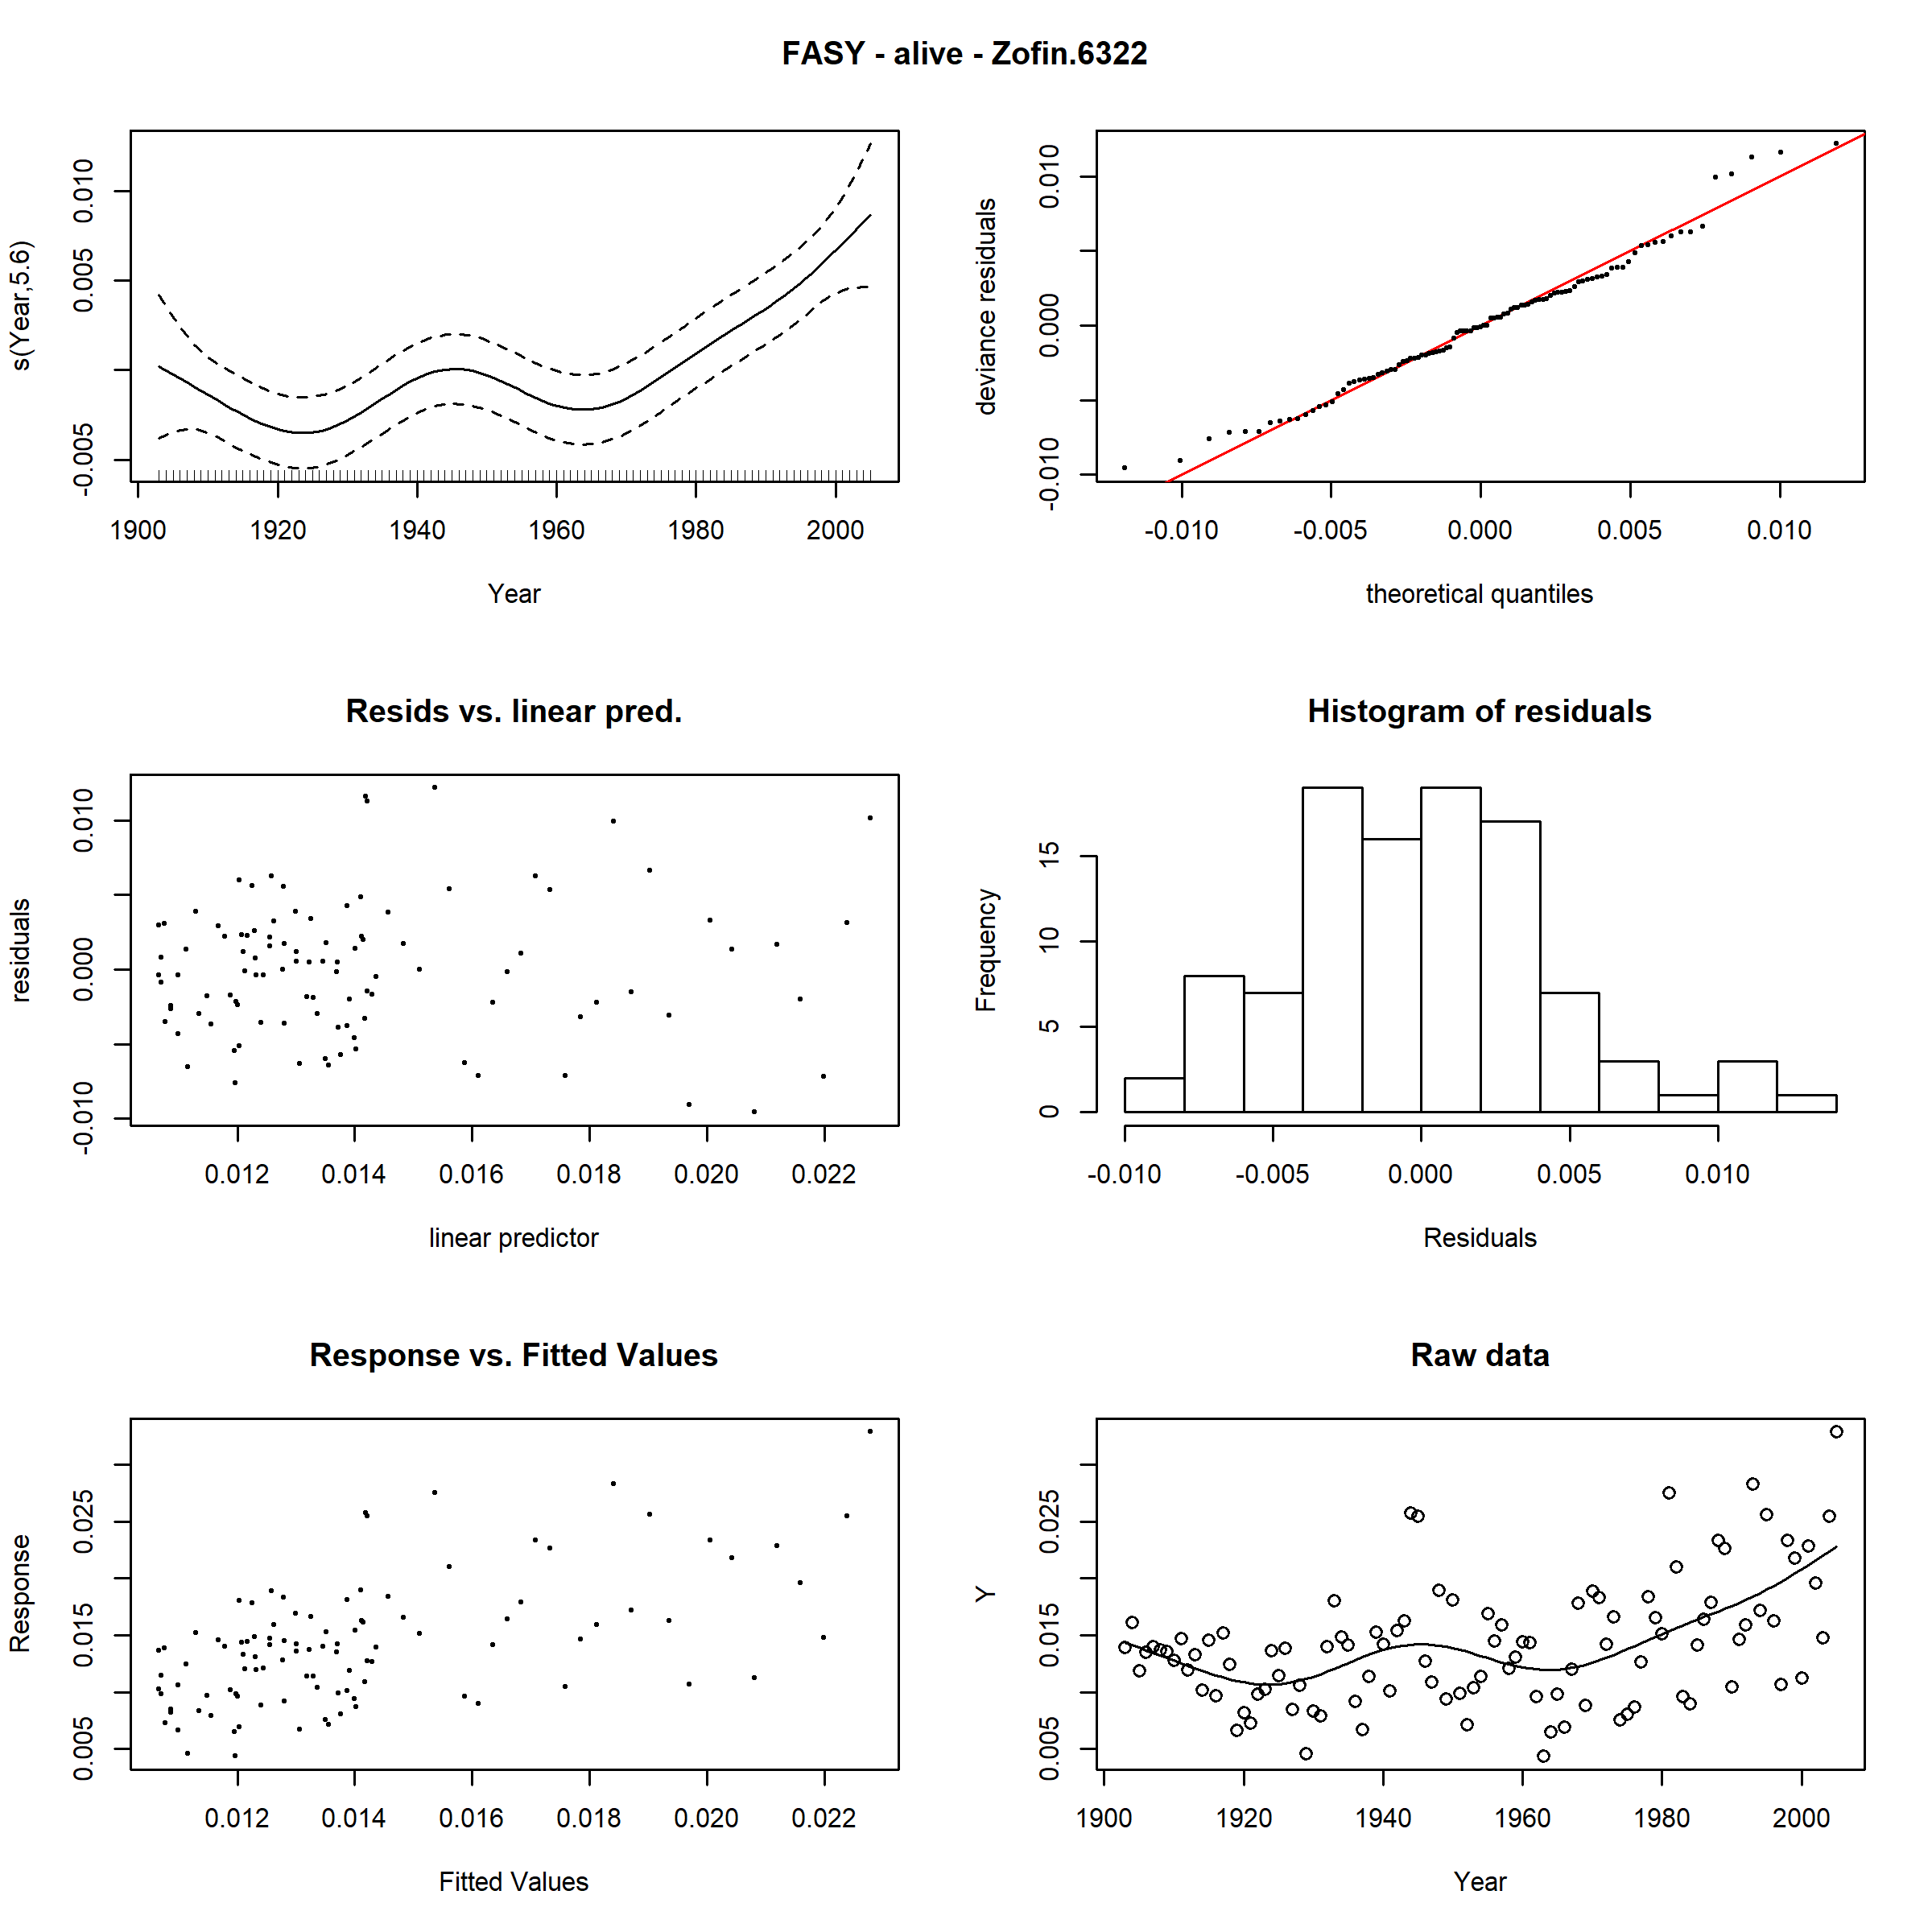 FASY - alive - Zofin.6322
s(Year,5.6)
-0.005 0.005 0.010
1900 1920 1940 1960 1980 2000
Year
deviance residuals
-0.010 0.000 0.010
-0.010 -0.005 0.000 0.005 0.010
theoretical quantiles
Resids vs. linear pred.
residuals
-0.010 0.000 0.010
0.012 0.014 0.016 0.018 0.020 0.022
linear predictor
Histogram of residuals
Frequency
0 5 10 15
-0.010 -0.005 0.000 0.005 0.010
Residuals
Response vs. Fitted Values
Response
0.005 0.015 0.025
0.012 0.014 0.016 0.018 0.020 0.022
Fitted Values
Raw data
Y
0.005 0.015 0.025
1900 1920 1940 1960 1980 2000
Year